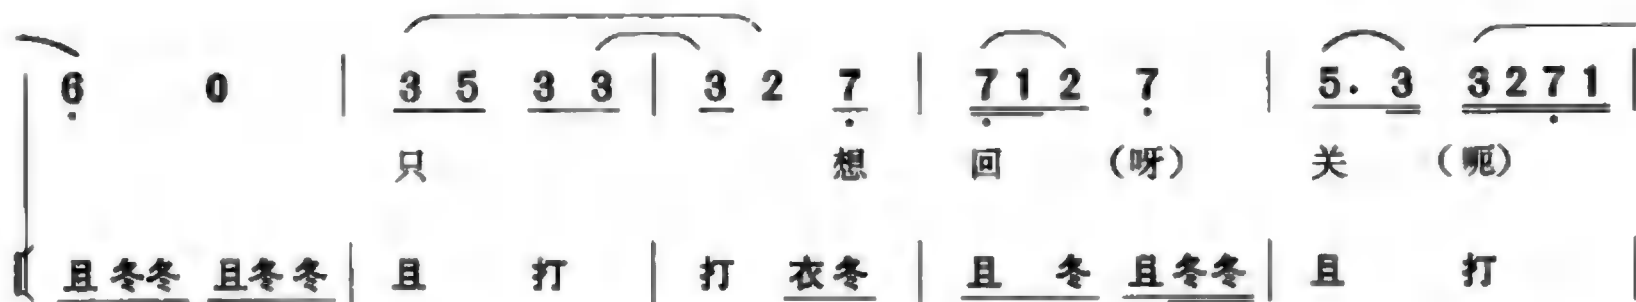 6 0 | 3 5 3 3 | 3 2 7 | 7 1 2 7 | 5. 3 3 2 7 1 |
只 想 回 (呀) 关 (呃)
且冬冬 且冬冬 | 且 打 | 打 衣冬 | 且 冬 且冬冬 | 且 打 |